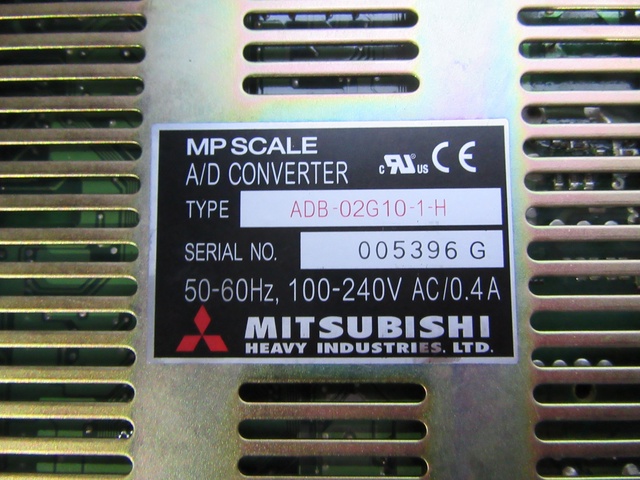 MP SCALE
A/D CONVERTER
c RU US CE
TYPE ADB-02G10-1-H
SERIAL NO. 005396 G
50-60Hz, 100-240V AC/0.4A
MITSUBISHI
HEAVY INDUSTRIES. LTD.